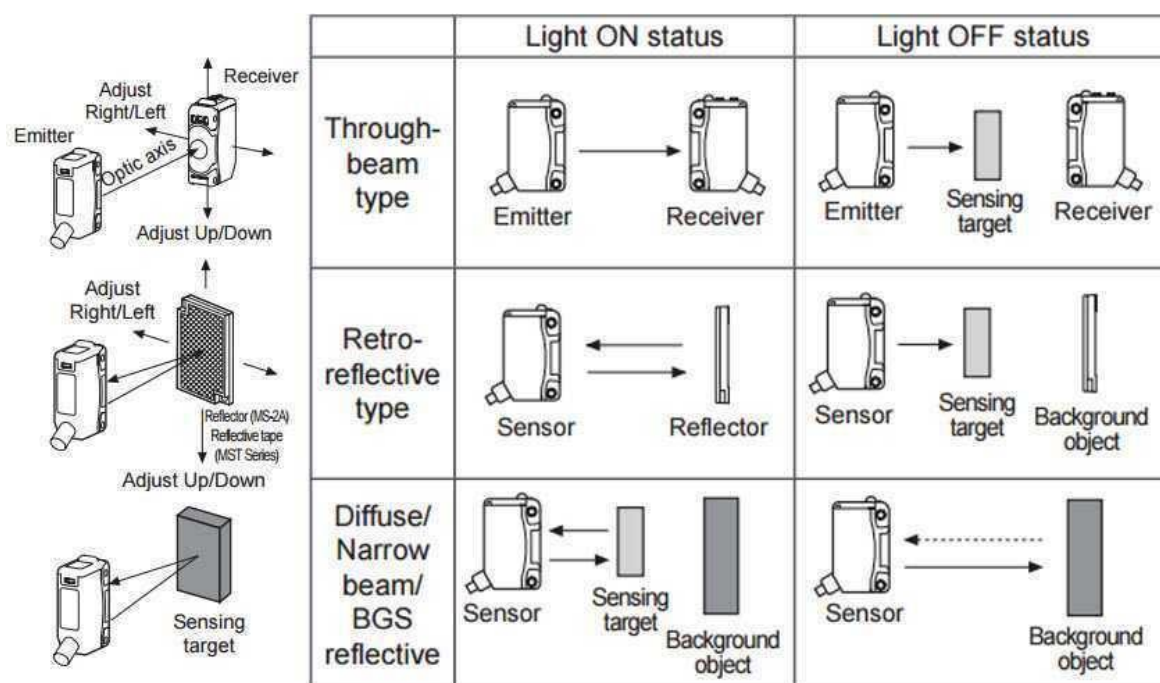 Receiver
Adjust
Right/Left
Emitter
Optic axis
Adjust Up/Down
Adjust
Right/Left
Reflector (MS-2A)
Reflective tape
(MST Series)
Adjust Up/Down
Sensing
target
Light ON status
Light OFF status
Through-
beam
type
Emitter
Receiver
Emitter
Sensing
target
Receiver
Retro-
reflective
type
Sensor
Reflector
Sensor
Sensing
target
Background
object
Diffuse/
Narrow
beam/
BGS
reflective
Sensor
Sensing
target
Background
object
Sensor
Background
object